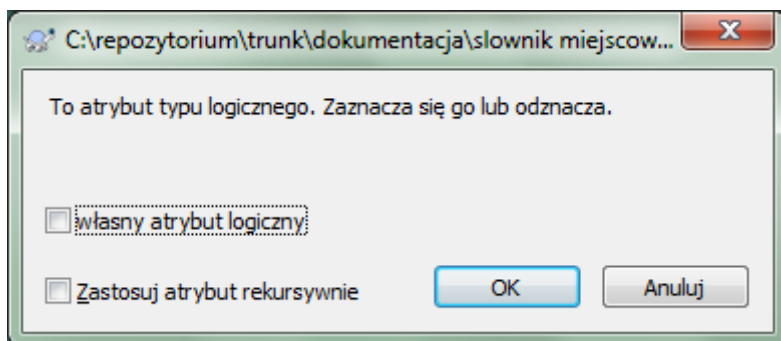 C:\repozytorium\trunk\dokumentacja\slownik miejscow...
To atrybut typu logicznego. Zaznacza się go lub odznacza.
własny atrybut logiczny
Zastosuj atrybut rekursywnie
OK
Anuluj